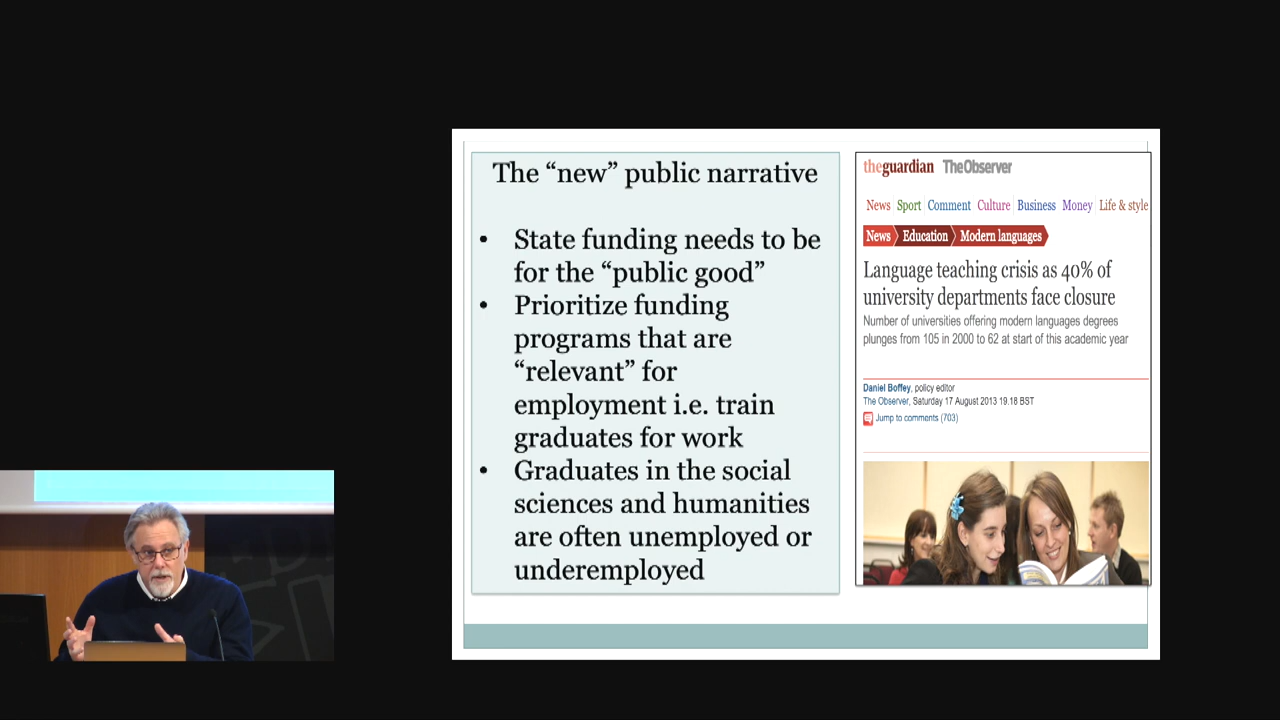 The “new” public narrative
• State funding needs to be
for the “public good”
• Prioritize funding
programs that are
“relevant” for
employment i.e. train
graduates for work
• Graduates in the social
sciences and humanities
are often unemployed or
underemployed
theguardian TheObserver
News Sport Comment Culture Business Money Life & style
News Education Modern languages
Language teaching crisis as 40% of
university departments face closure
Number of universities offering modern languages degrees
plunges from 105 in 2000 to 62 at start of this academic year
Daniel Boffey, policy editor
The Observer, Saturday 17 August 2013 19.18 BST
Jump to comments (703)